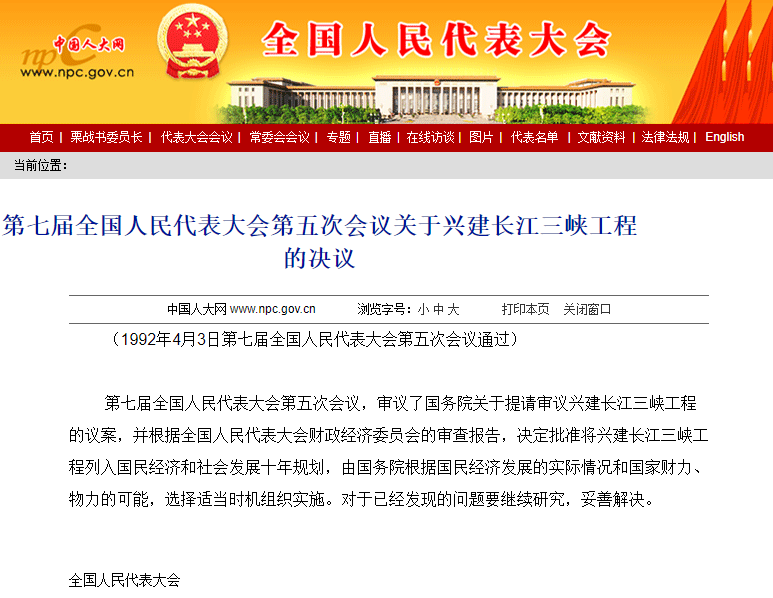 npc 中国人大网
www.npc.gov.cn
全国人民代表大会
首页 | 栗战书委员长 | 代表大会会议 | 常委会会议 | 专题 | 直播 | 在线访谈 | 图片 | 代表名单 | 文献资料 | 法律法规 | English
当前位置：
第七届全国人民代表大会第五次会议关于兴建长江三峡工程
的决议
中国人大网 www.npc.gov.cn 浏览字号：小 中 大 打印本页 关闭窗口
（1992年4月3日第七届全国人民代表大会第五次会议通过）
第七届全国人民代表大会第五次会议，审议了国务院关于提请审议兴建长江三峡工程
的议案，并根据全国人民代表大会财政经济委员会的审查报告，决定批准将兴建长江三峡工
程列入国民经济和社会发展十年规划，由国务院根据国民经济发展的实际情况和国家财力、
物力的可能，选择适当时机组织实施。对于已经发现的问题要继续研究，妥善解决。
全国人民代表大会